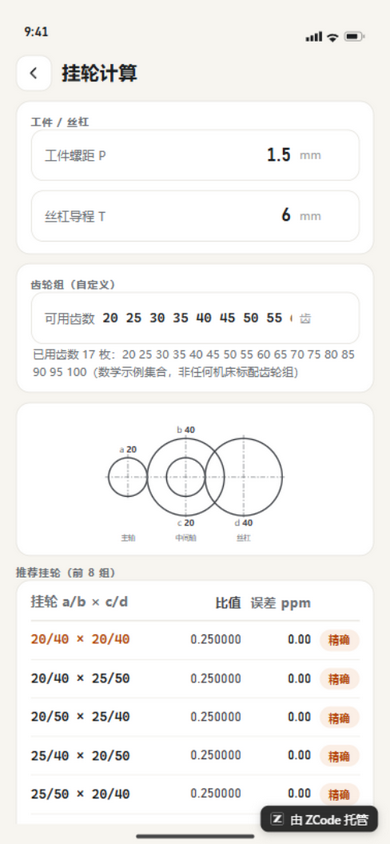 9:41
挂轮计算
工件 / 丝杠
工件螺距 P 1.5 mm
丝杠导程 T 6 mm
齿轮组（自定义）
可用齿数 20 25 30 35 40 45 50 55 齿
已用齿数 17 枚：20 25 30 35 40 45 50 55 60 65 70 75 80 85
90 95 100（数学示例集合，非任何机床标配齿轮组）
b 40
a 20
c 20 d 40
主轴 中间轴 丝杠
推荐挂轮（前 8 组）
挂轮 a/b × c/d 比值 误差 ppm
20/40 × 20/40 0.250000 0.00 精确
20/40 × 25/50 0.250000 0.00 精确
20/50 × 25/40 0.250000 0.00 精确
25/40 × 20/50 0.250000 0.00 精确
25/50 × 20/40 0.250000 0.00 精确
由 ZCode 托管